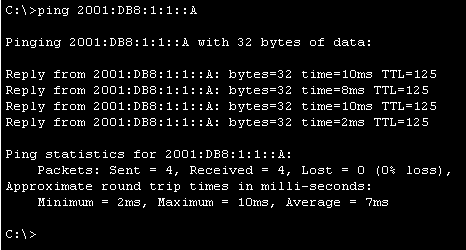 C:\>ping 2001:DB8:1:1::A
Pinging 2001:DB8:1:1::A with 32 bytes of data:
Reply from 2001:DB8:1:1::A: bytes=32 time=10ms TTL=125
Reply from 2001:DB8:1:1::A: bytes=32 time=8ms TTL=125
Reply from 2001:DB8:1:1::A: bytes=32 time=10ms TTL=125
Reply from 2001:DB8:1:1::A: bytes=32 time=2ms TTL=125
Ping statistics for 2001:DB8:1:1::A:
Packets: Sent = 4, Received = 4, Lost = 0 (0% loss),
Approximate round trip times in milli-seconds:
Minimum = 2ms, Maximum = 10ms, Average = 7ms
C:\>